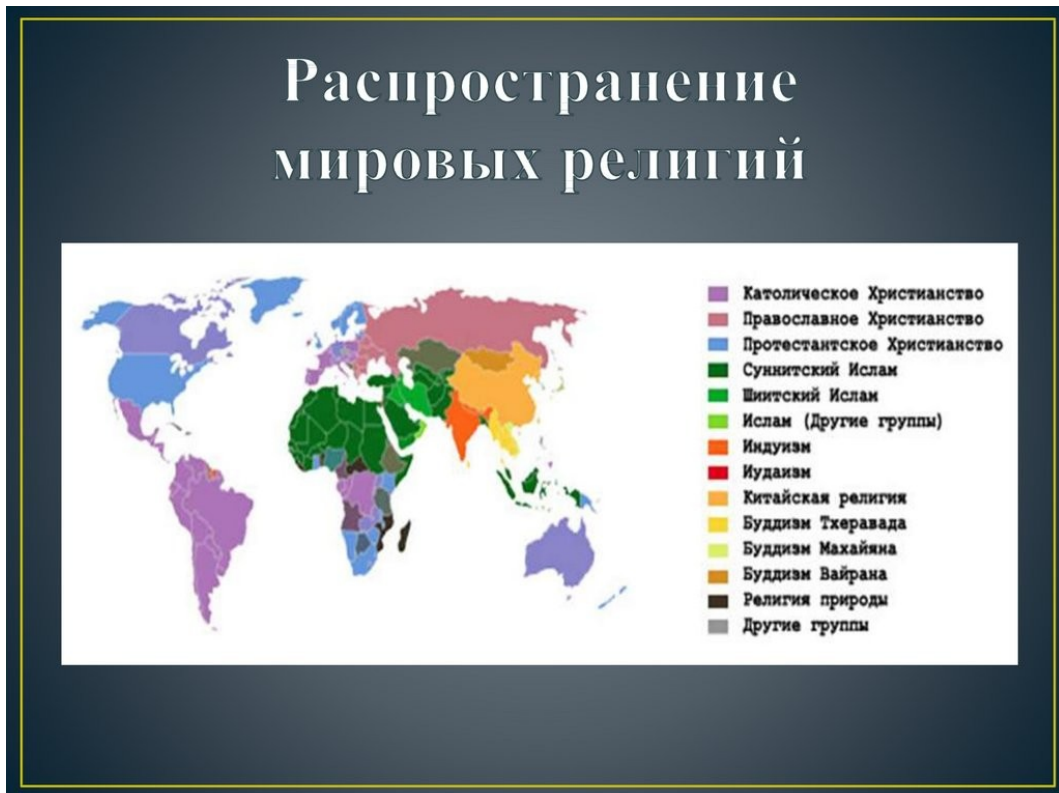 Распространение
мировых религий
Католическое Христианство
Православное Христианство
Протестантское Христианство
Суннитский Ислам
Шиитский Ислам
Ислам (Другие группы)
Индуизм
Иудаизм
Китайская религия
Буддизм Тхеравада
Буддизм Махайяна
Буддизм Вайрана
Религия природы
Другие группы